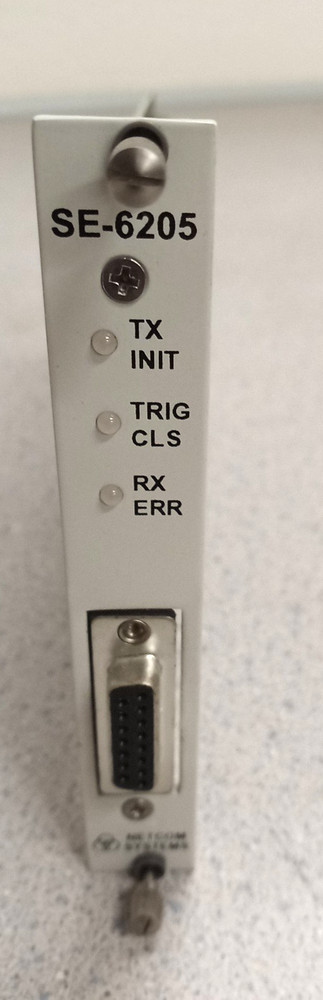 SE-6205
TX
INIT
TRIG
CLS
RX
ERR
NETCOM
SYSTEMS